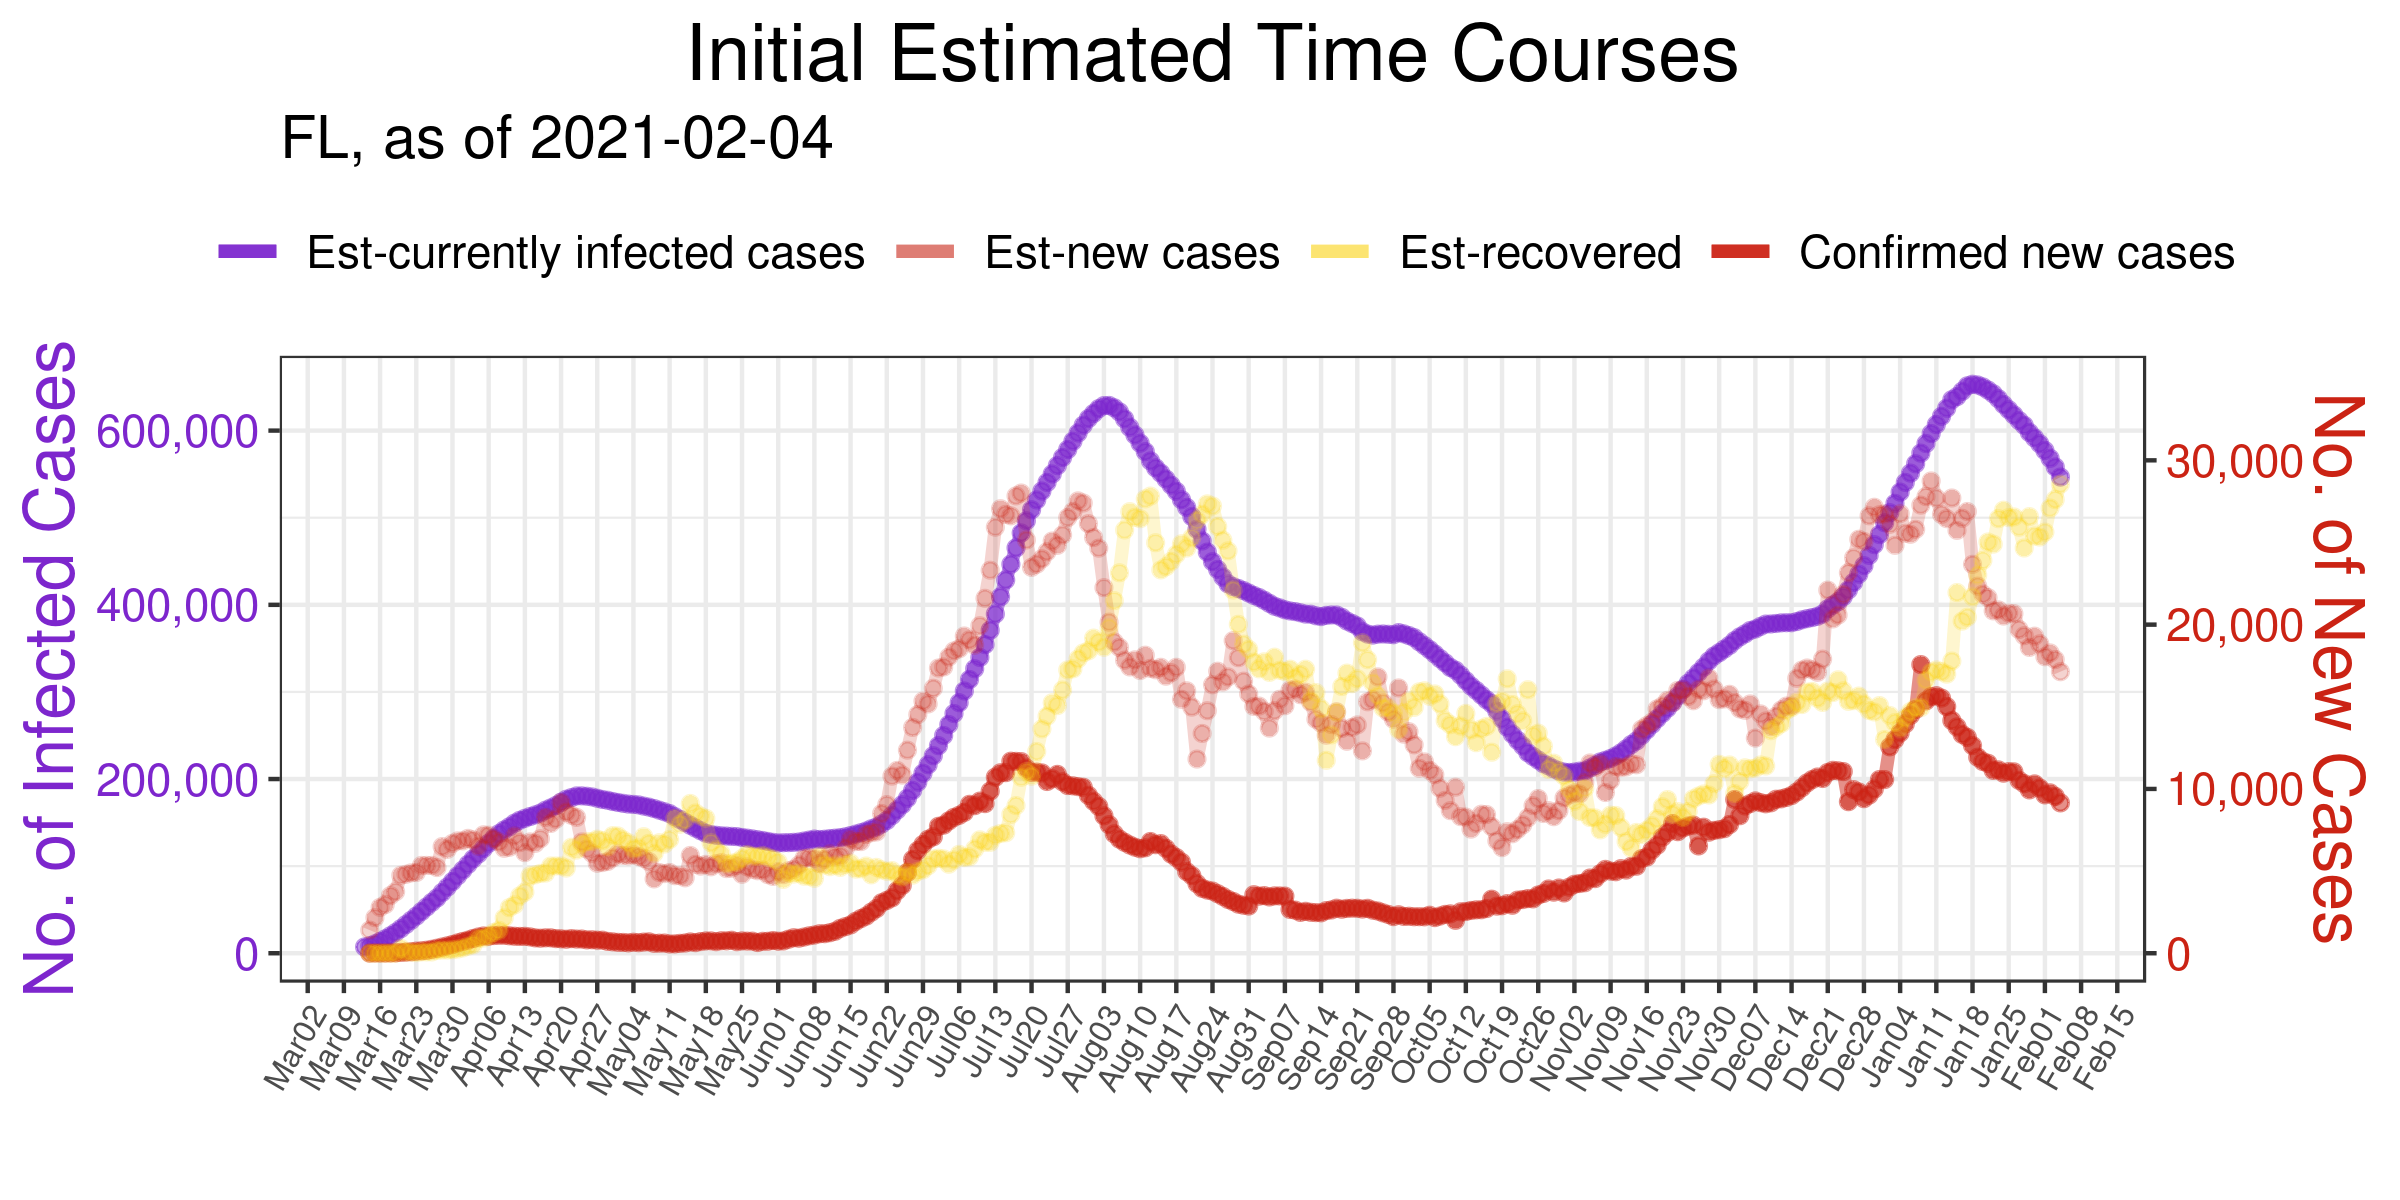 Initial Estimated Time Courses
FL, as of 2021-02-04
Est-currently infected cases
Est-new cases
Est-recovered
Confirmed new cases
No. of Infected Cases
600,000
400,000
200,000
0
30,000
20,000
10,000
0
No. of New Cases
Mar02
Mar09
Mar16
Mar23
Mar30
Apr06
Apr13
Apr20
Apr27
May04
May11
May18
May25
Jun01
Jun08
Jun15
Jun22
Jun29
Jul06
Jul13
Jul20
Jul27
Aug03
Aug10
Aug17
Aug24
Aug31
Sep07
Sep14
Sep21
Sep28
Oct05
Oct12
Oct19
Oct26
Nov02
Nov09
Nov16
Nov23
Nov30
Dec07
Dec14
Dec21
Dec28
Jan04
Jan11
Jan18
Jan25
Feb01
Feb08
Feb15